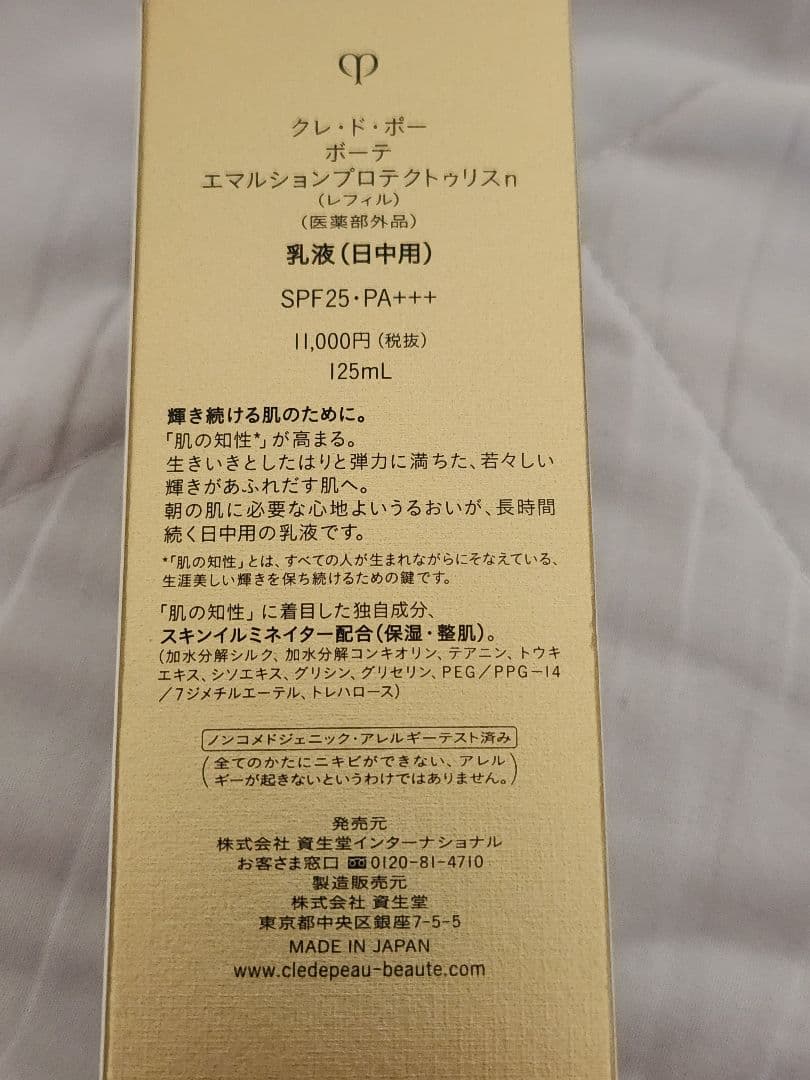 クレ・ド・ポー
ボーテ
エマルションプロテクトゥリスn
(レフィル)
(医薬部外品)
乳液(日中用)
SPF25・PA+++
11,000円(税抜)
125mL
輝き続ける肌のために。
「肌の知性*」が高まる。
生きいきとしたはりと弾力に満ちた、若々しい
輝きがあふれだす肌へ。
朝の肌に必要な心地よいうるおいが、長時間
続く日中用の乳液です。
*「肌の知性」とは、すべての人が生まれながらにそなえている、
生涯美しい輝きを保ち続けるための鍵です。
「肌の知性」に着目した独自成分、
スキンイルミネイター配合(保湿・整肌)。
(加水分解シルク、加水分解コンキオリン、テアニン、トウキ
エキス、シソエキス、グリシン、グリセリン、PEG/PPG-14
/7ジメチルエーテル、トレハロース)
ノンコメドジェニック・アレルギーテスト済み
(全てのかたにニキビができない、アレル
ギーが起きないというわけではありません。)
発売元
株式会社 資生堂インターナショナル
お客さま窓口 0120-81-4710
製造販売元
株式会社 資生堂
東京都中央区銀座7-5-5
MADE IN JAPAN
www.cledepeau-beaute.com